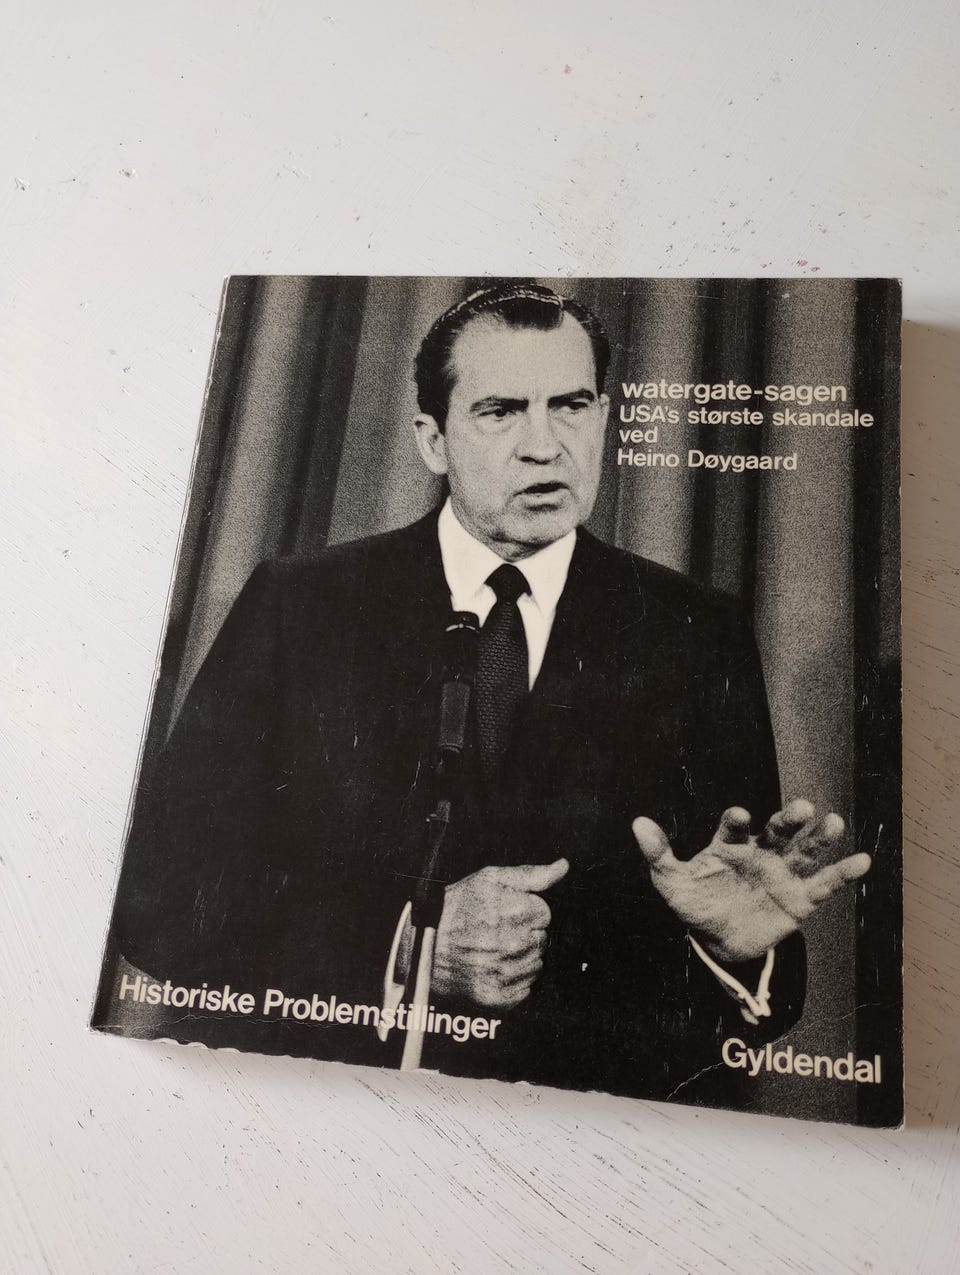 watergate-sagen
USA's største skandale
ved
Heino Døygaard
Historiske Problemstillinger
Gyldendal